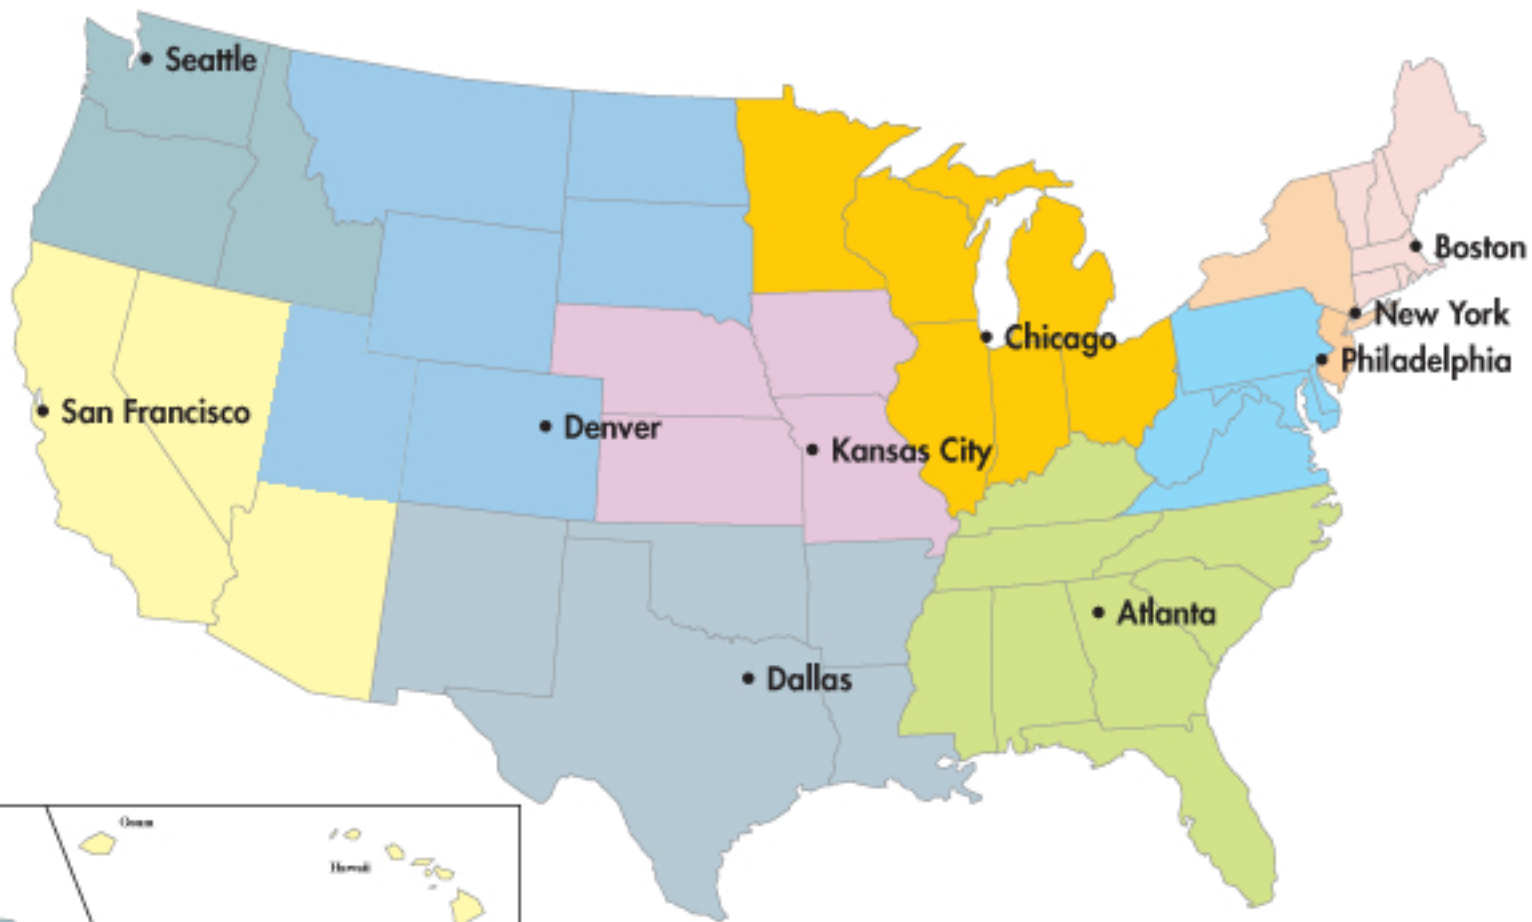 Seattle
Boston
New York
Chicago
Philadelphia
San Francisco
Denver
Kansas City
Atlanta
Dallas
Hawaii